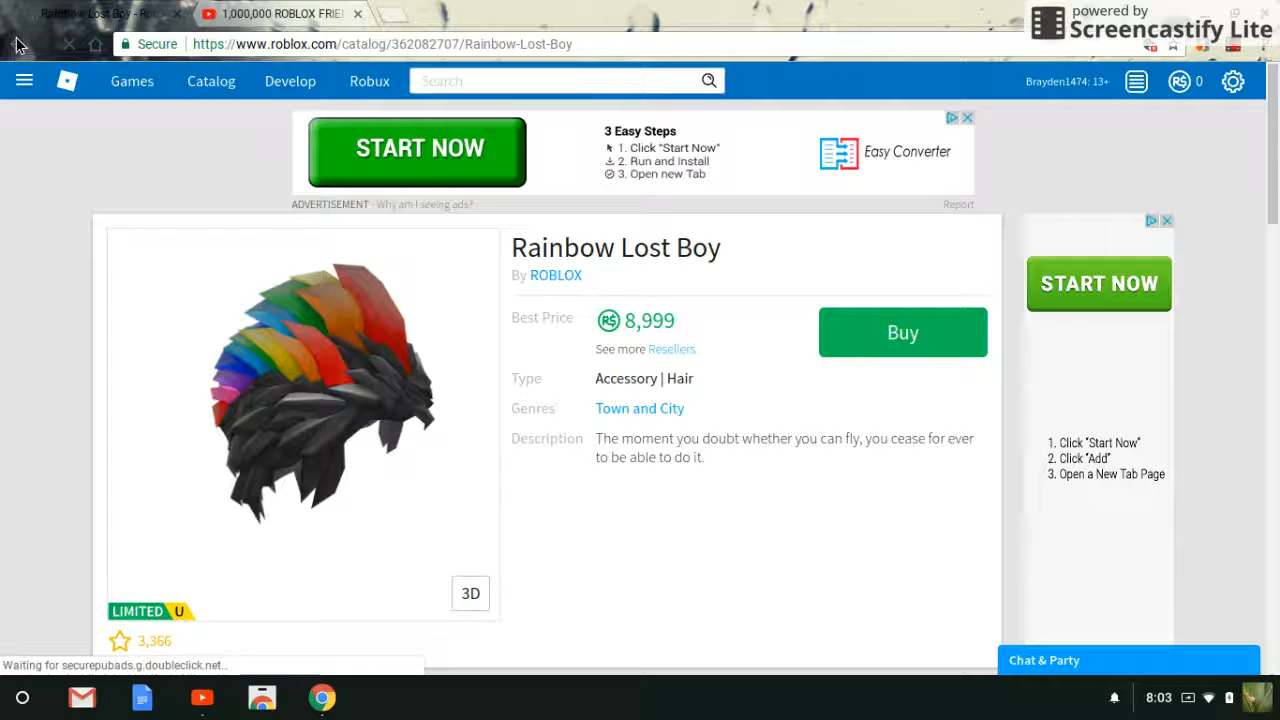 Rainbow Lost Boy - Rob
1,000,000 ROBLOX FRIE
powered by
Screencastify Lite
Secure
https://www.roblox.com/catalog/362082707/Rainbow-Lost-Boy
Games
Catalog
Develop
Robux
Search
Brayden1474: 13+
R$ 0
START NOW
3 Easy Steps
1. Click "Start Now"
2. Run and Install
3. Open new Tab
Easy Converter
ADVERTISEMENT - Why am I seeing ads?
Report
Rainbow Lost Boy
By ROBLOX
Best Price
R$ 8,999
See more Resellers
Buy
Type
Accessory | Hair
Genres
Town and City
Description
The moment you doubt whether you can fly, you cease for ever
to be able to do it.
3D
LIMITED U
3,366
START NOW
1. Click "Start Now"
2. Click "Add"
3. Open a New Tab Page
Chat & Party
Waiting for securepubads.g.doubleclick.net...
8:03